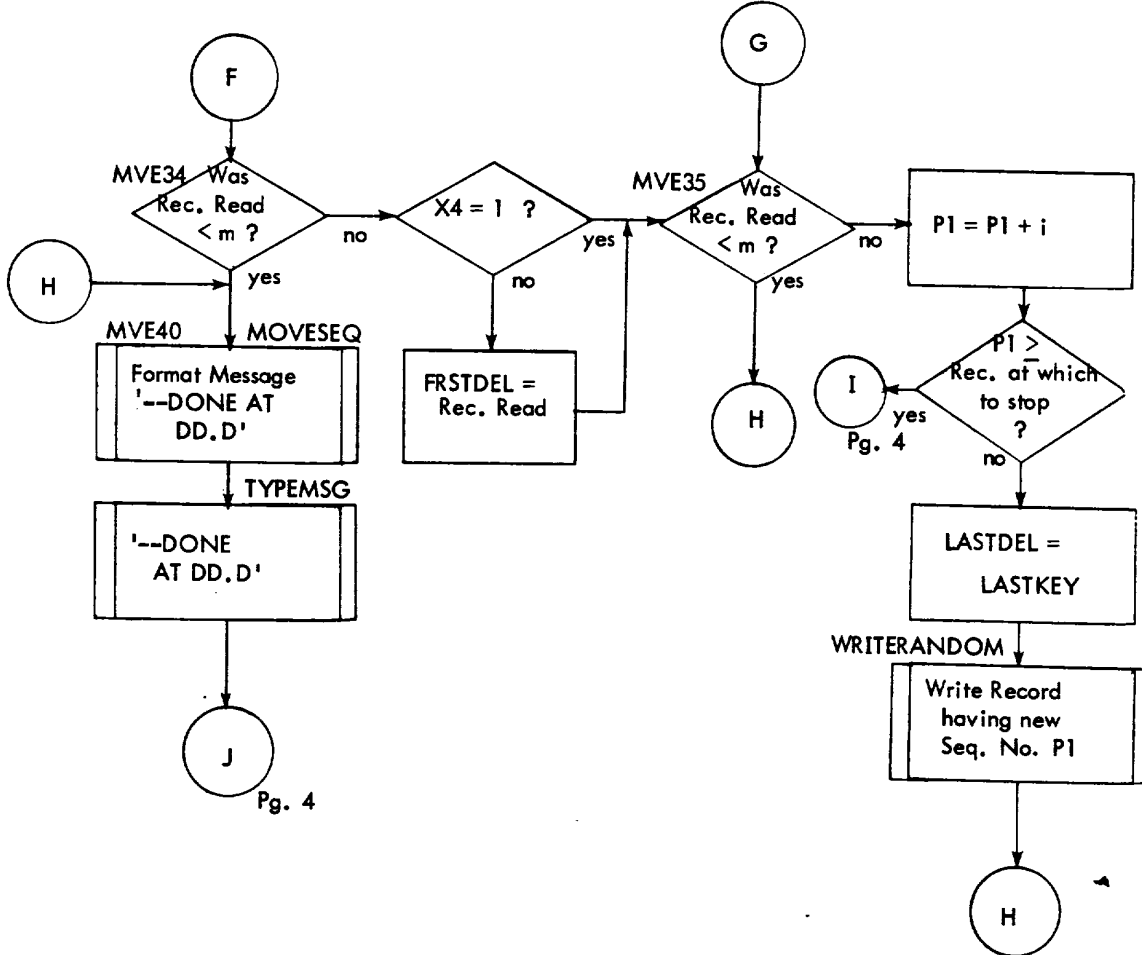 F
MVE34 Was
Rec. Read
< m ?
no
yes
H
MVE40 MOVESEQ
Format Message
'--DONE AT
DD.D'
TYPEMSG
'--DONE
AT DD.D'
J
Pg. 4
X4 = 1 ?
yes
no
FRSTDEL =
Rec. Read
G
MVE35 Was
Rec. Read
< m ?
no
yes
H
P1 = P1 + i
P1 ≥
Rec. at which
to stop
?
yes
I
Pg. 4
no
LASTDEL =
LASTKEY
WRITERANDOM
Write Record
having new
Seq. No. P1
H